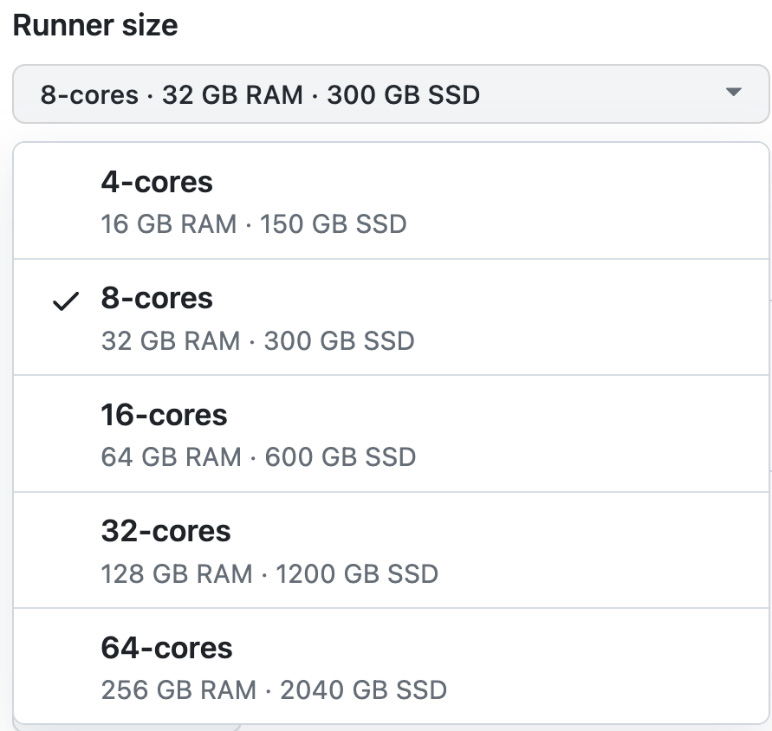 Runner size
8-cores · 32 GB RAM · 300 GB SSD
4-cores
16 GB RAM · 150 GB SSD
8-cores
32 GB RAM · 300 GB SSD
16-cores
64 GB RAM · 600 GB SSD
32-cores
128 GB RAM · 1200 GB SSD
64-cores
256 GB RAM · 2040 GB SSD